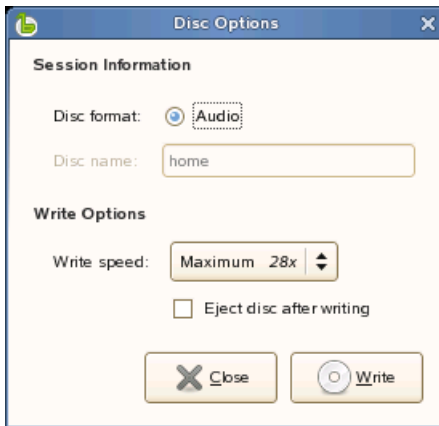 Disc Options
Session Information
Disc format: Audio
Disc name: home
Write Options
Write speed: Maximum 28x
Eject disc after writing
Close Write